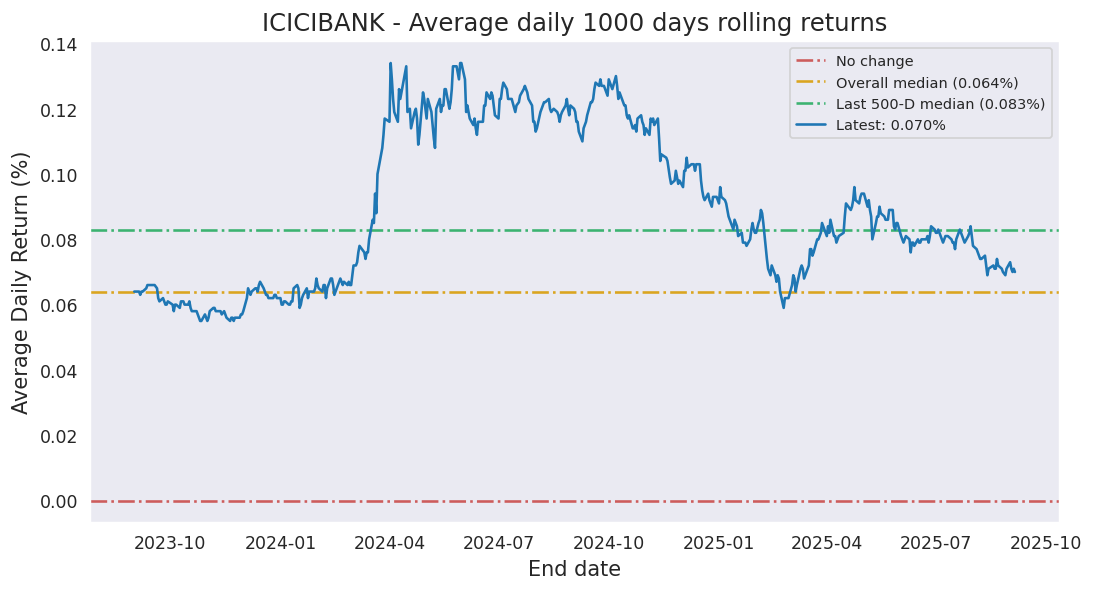 ICICIBANK - Average daily 1000 days rolling returns
Average Daily Return (%)
0.14
0.12
0.10
0.08
0.06
0.04
0.02
0.00
No change
Overall median (0.064%)
Last 500-D median (0.083%)
Latest: 0.070%
2023-10
2024-01
2024-04
2024-07
2024-10
2025-01
2025-04
2025-07
2025-10
End date